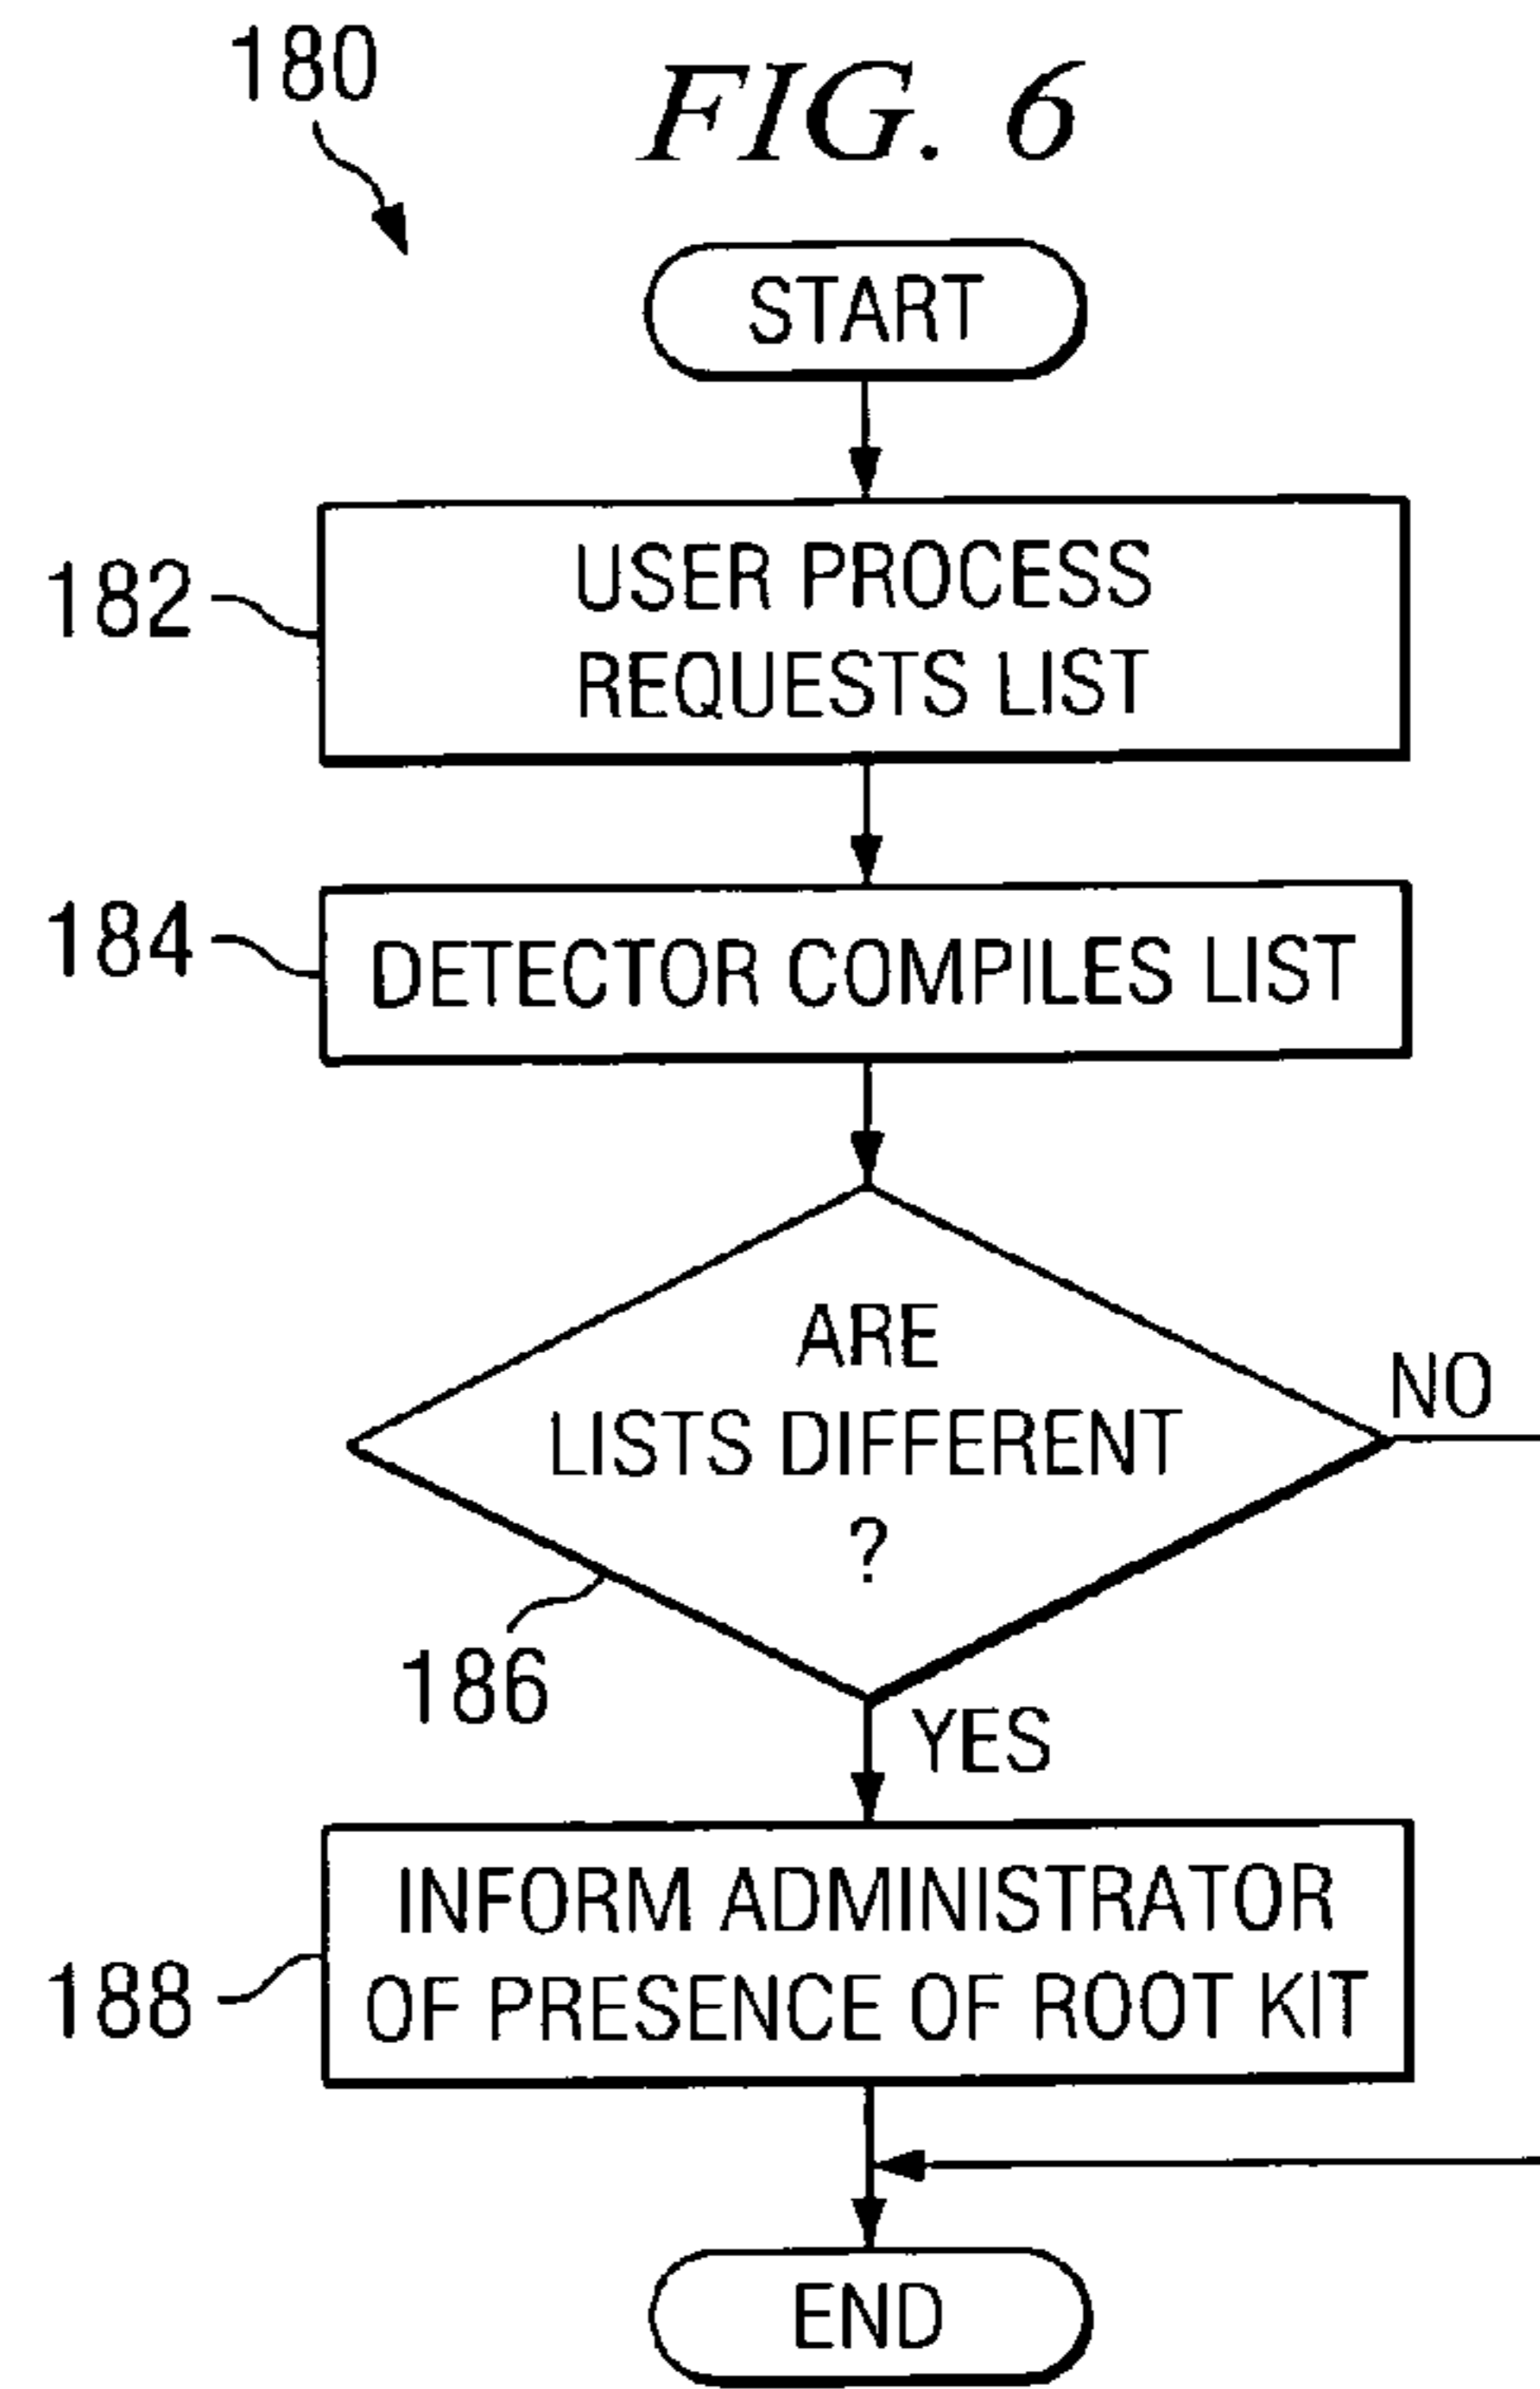 180
FIG. 6
START
182
USER PROCESS
REQUESTS LIST
184
DETECTOR COMPILES LIST
ARE
LISTS DIFFERENT
?
NO
186
YES
INFORM ADMINISTRATOR
OF PRESENCE OF ROOT KIT
188
END